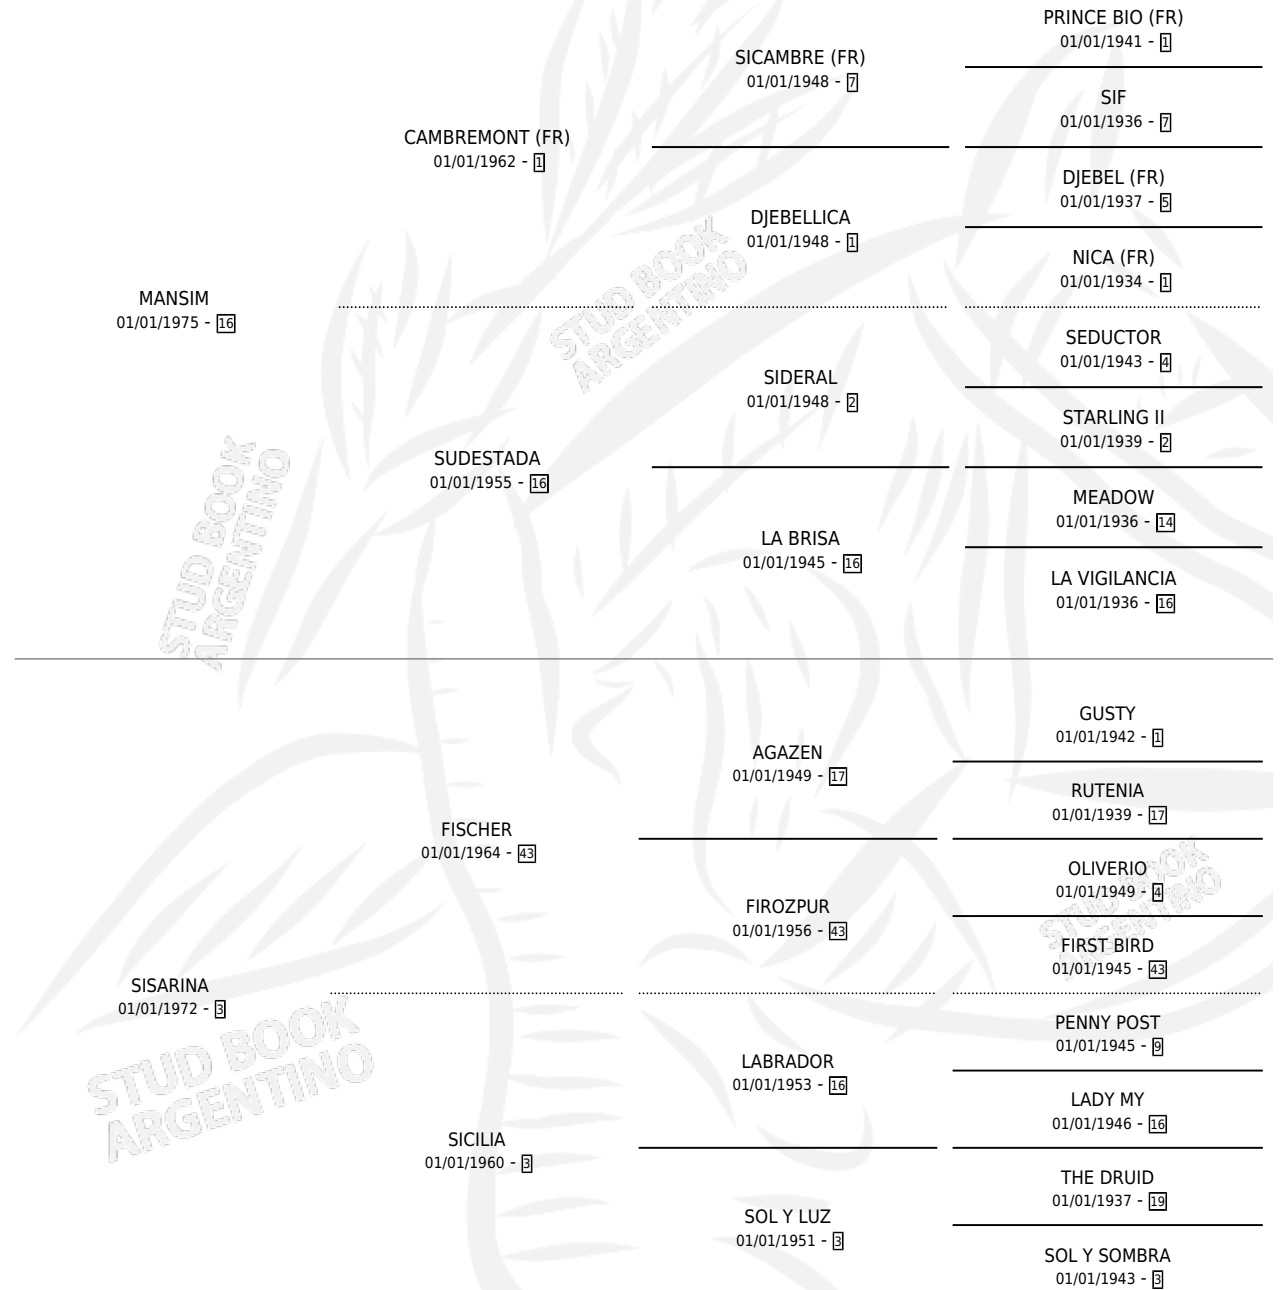 PRINCE BIO (FR)
01/01/1941 - 1
SICAMBRE (FR)
01/01/1948 - 7
SIF
01/01/1936 - 7
CAMBREMONT (FR)
01/01/1962 - 1
DJEBEL (FR)
01/01/1937 - 5
DJEBELLICA
01/01/1948 - 1
NICA (FR)
01/01/1934 - 1
MANSIM
01/01/1975 - 16
SEDUCTOR
01/01/1943 - 4
SIDERAL
01/01/1948 - 2
STARLING II
01/01/1939 - 2
SUDESTADA
01/01/1955 - 16
MEADOW
01/01/1936 - 14
LA BRISA
01/01/1945 - 16
LA VIGILANCIA
01/01/1936 - 16
GUSTY
01/01/1942 - 1
AGAZEN
01/01/1949 - 17
RUTENIA
01/01/1939 - 17
FISCHER
01/01/1964 - 43
OLIVERIO
01/01/1949 - 4
FIROZPUR
01/01/1956 - 43
FIRST BIRD
01/01/1945 - 43
SISARINA
01/01/1972 - 3
PENNY POST
01/01/1945 - 9
LABRADOR
01/01/1953 - 16
LADY MY
01/01/1946 - 16
SICILIA
01/01/1960 - 3
THE DRUID
01/01/1937 - 19
SOL Y LUZ
01/01/1951 - 3
SOL Y SOMBRA
01/01/1943 - 3
STUD BOOK
ARGENTINO
STUD BOOK
ARGENTINO
STUD BOOK
ARGENTINO
STUD BOOK
ARGENTINO